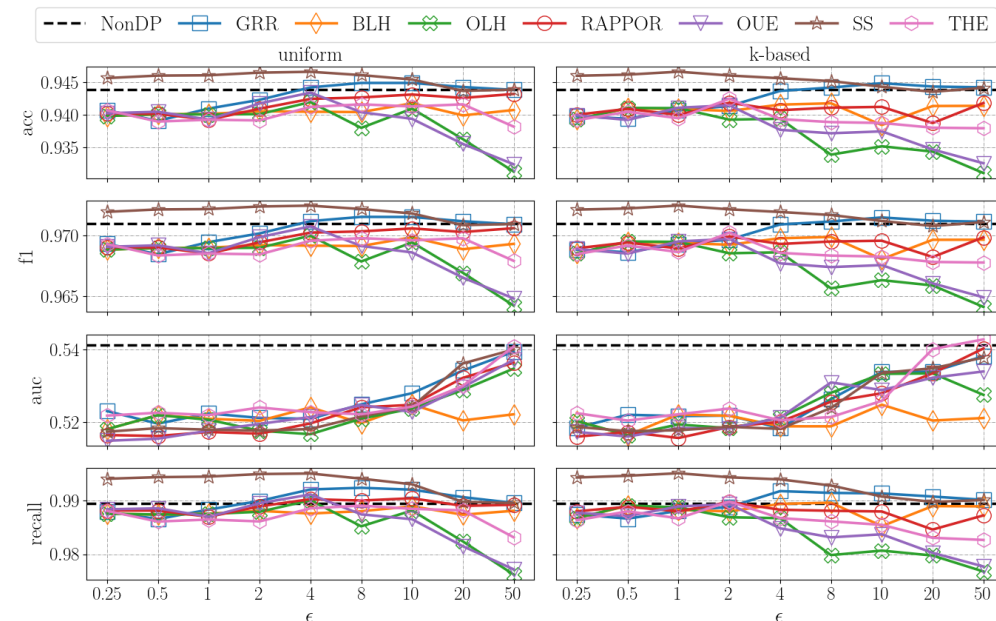 NonDP GRR BLH OLH RAPPOR OUE SS THE
uniform k-based
acc
0.945 0.940 0.935
f1
0.970 0.965
auc
0.54 0.52
recall
0.99 0.98
0.25 0.5 1 2 4 8 10 20 50 0.25 0.5 1 2 4 8 10 20 50
ϵ ϵ